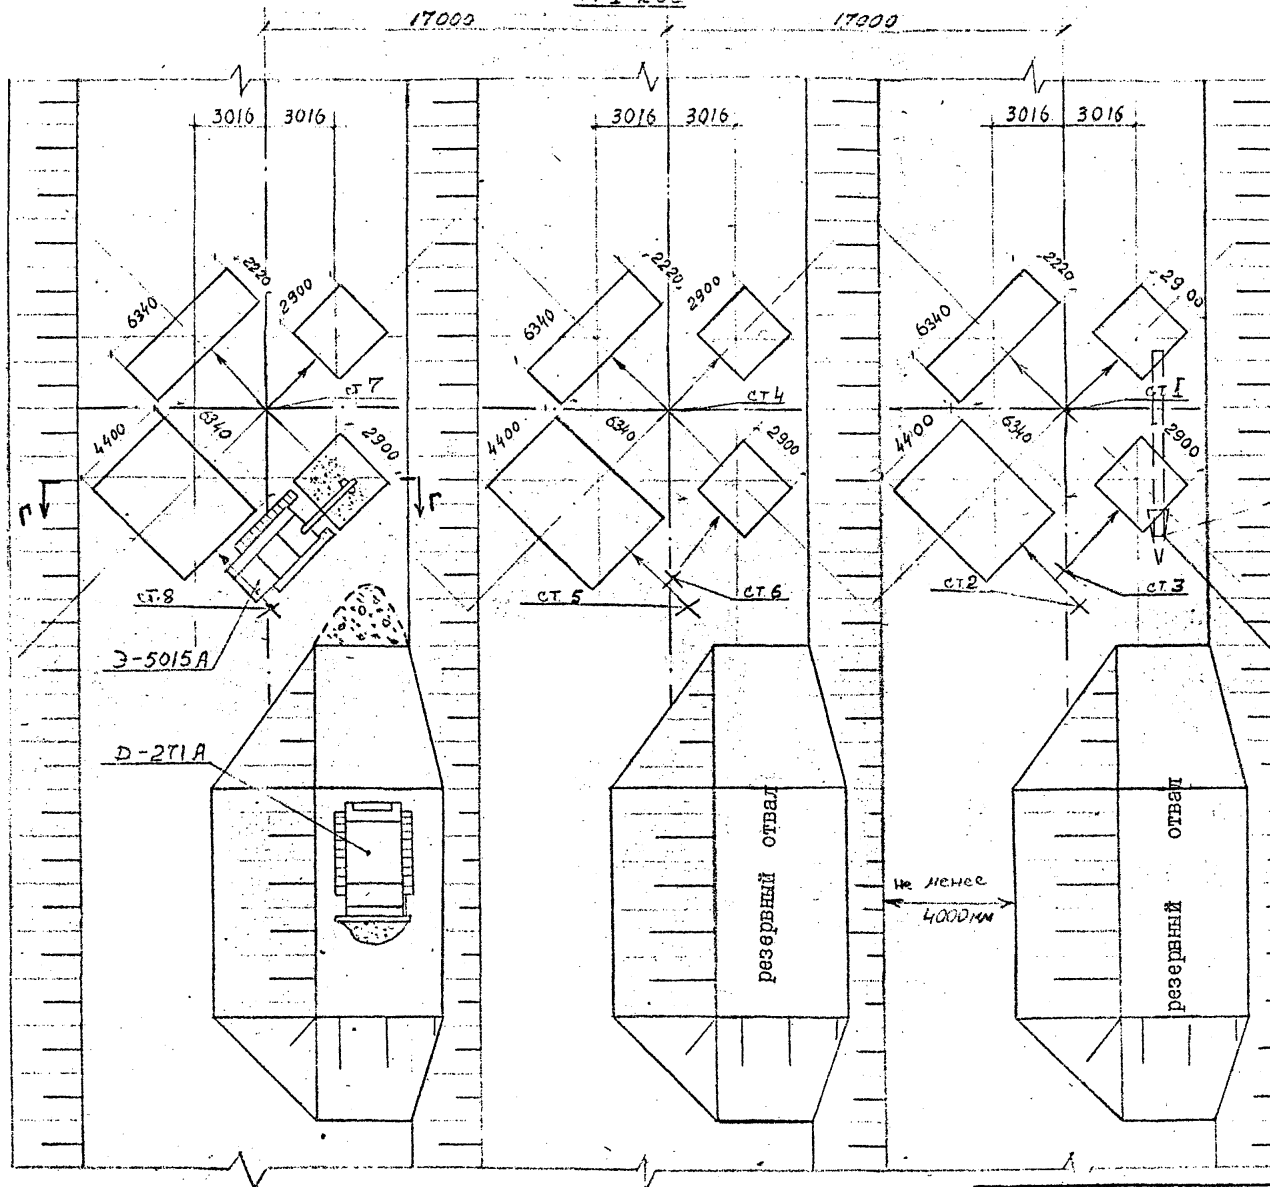 17000 17000
3016 3016 3016 3016 3016 3016
2220 2900 2220 2900 2220 2900
6340 6340 6340
ст 7 ст 4 ст I
4400 6340 2900 4400 6340 2900 4400 6340 2900
Г Г
ст.8 ст 5 ст 6 ст 2 ст 3
Э-5015А
Д-271А
резервный отвал
резервный отвал
не менее
4000мм